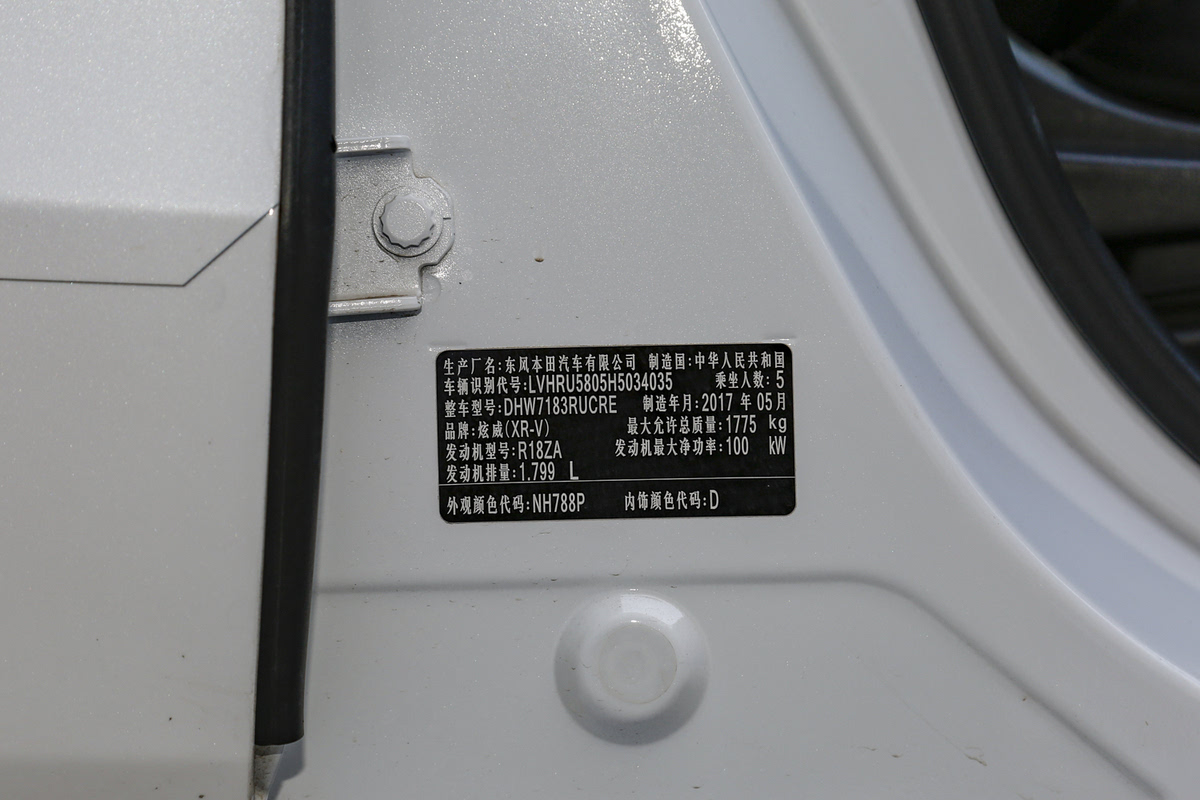 生产厂名:东风本田汽车有限公司 制造国:中华人民共和国
车辆识别代号:LVHRU5805H5034035 乘坐人数:5
整车型号:DHW7183RUCRE 制造年月:2017 年 05 月
品牌:炫威(XR-V) 最大允许总质量:1775 kg
发动机型号:R18ZA 发动机最大净功率:100 kW
发动机排量:1.799 L
外观颜色代码:NH788P 内饰颜色代码:D